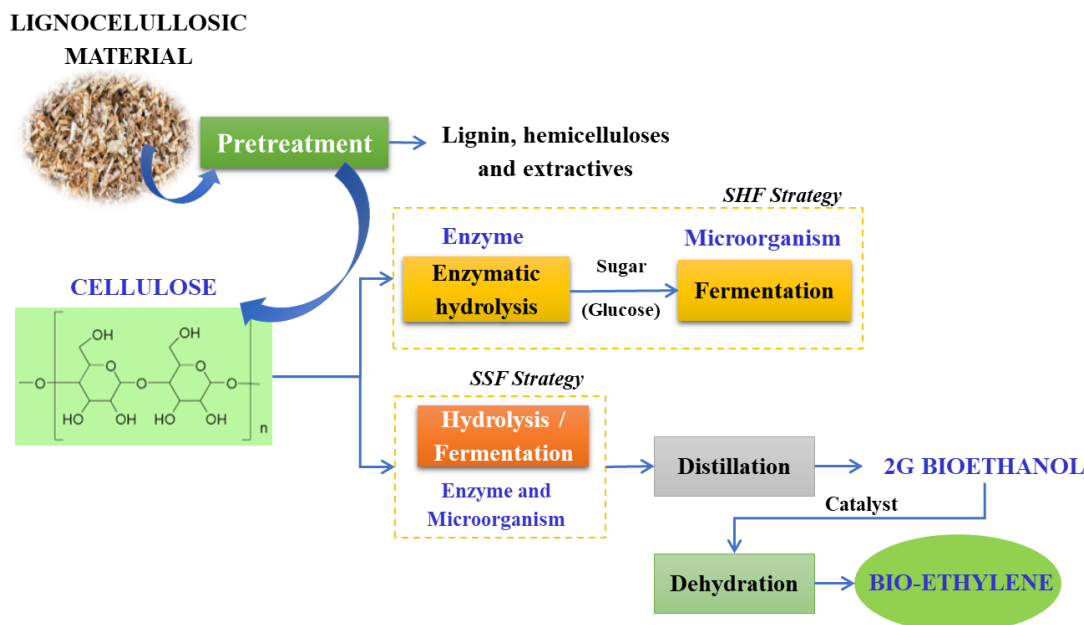 LIGNOCELULLOSIC
MATERIAL
Pretreatment
Lignin, hemicelluloses
and extractives
SHF Strategy
Enzyme
Microorganism
Enzymatic
hydrolysis
Sugar
(Glucose)
Fermentation
CELLULOSE
OH
O
O
O
O
O
HO
OH
HO
OH
OH
n
SSF Strategy
Hydrolysis /
Fermentation
Enzyme and
Microorganism
Distillation
2G BIOETHANOL
Catalyst
Dehydration
BIO-ETHYLENE